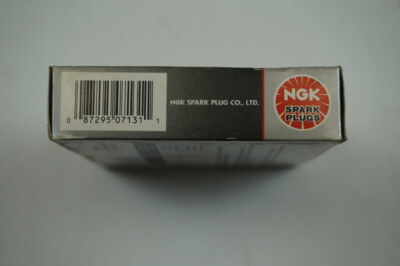 0 87295 07131 1
NGK SPARK PLUG CO., LTD.
NGK
SPARK
PLUGS